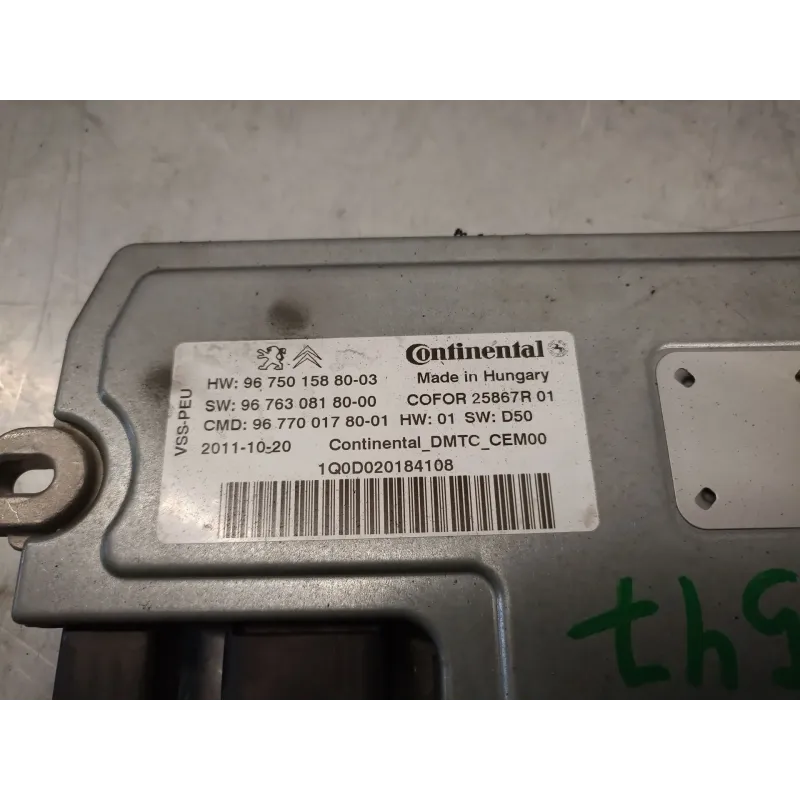 Continental
HW: 96 750 158 80-03 Made in Hungary
SW: 96 763 081 80-00 COFOR 25867R 01
CMD: 96 770 017 80-01 HW: 01 SW: D50
2011-10-20 Continental_DMTC_CEM00
1Q0D020184108
VSS-PEU
547